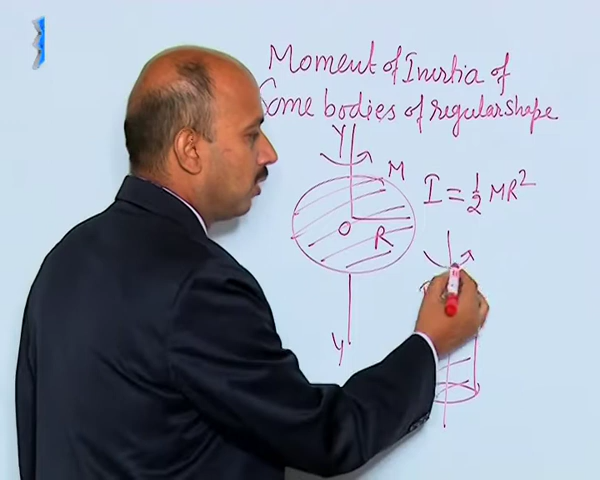 Moment of Inertia of
Some bodies of regular shape
Y
M
I = ½ MR²
O
R
Y